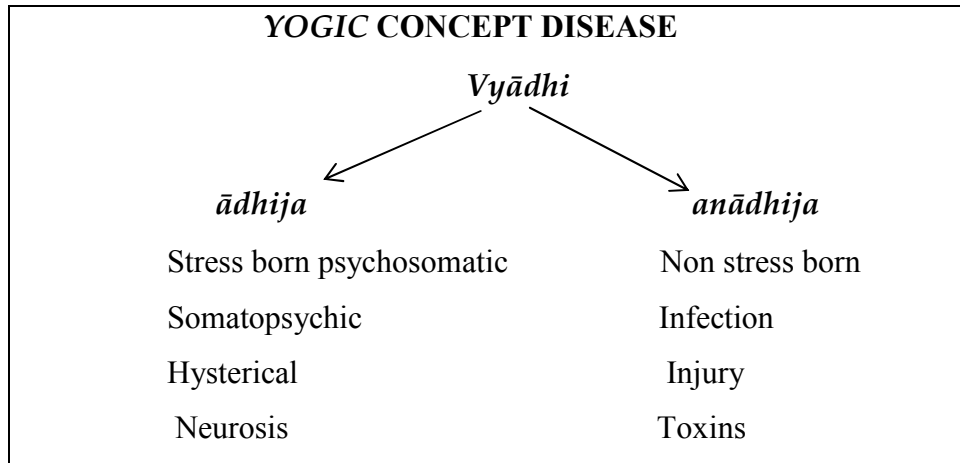 YOGIC CONCEPT DISEASE
Vyādhi
ādhija anādhija
Stress born psychosomatic Non stress born
Somatopsychic Infection
Hysterical Injury
Neurosis Toxins